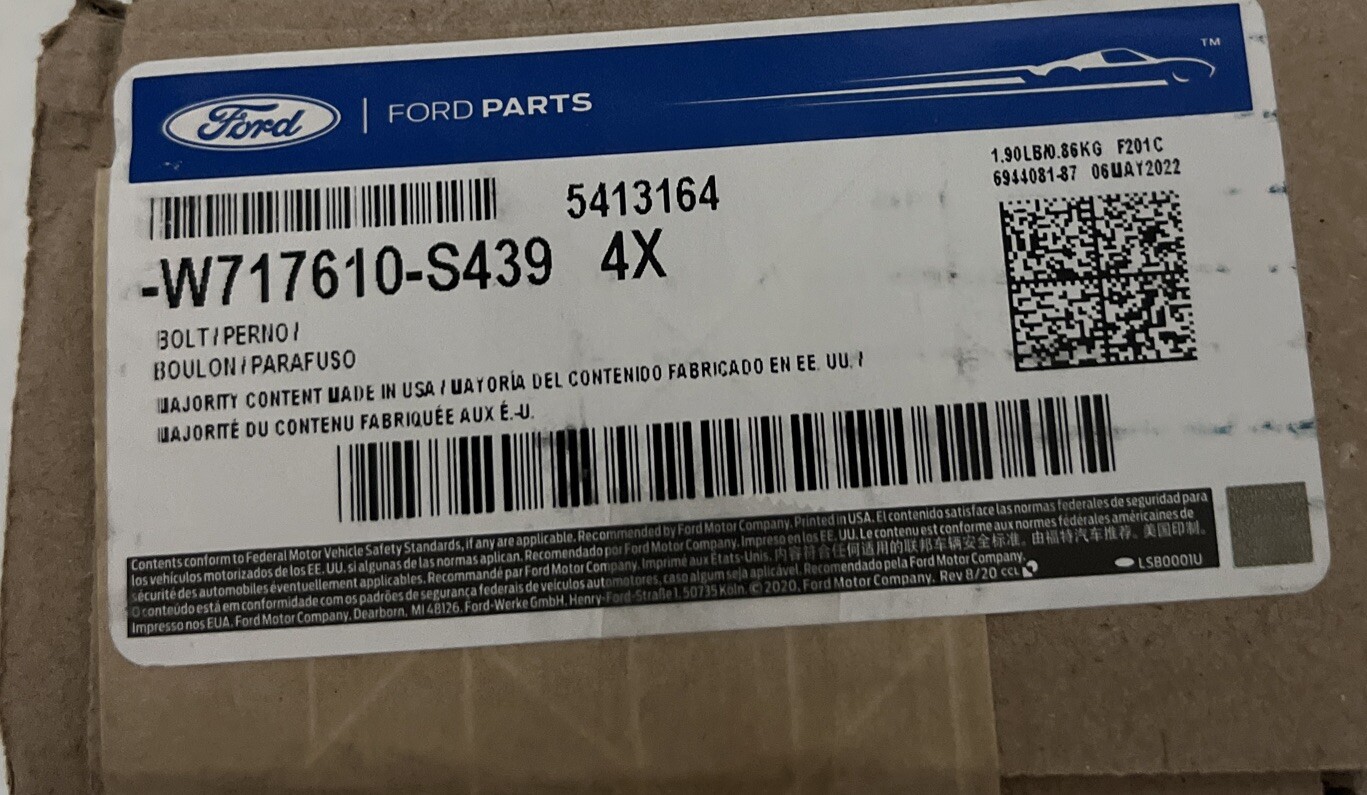 Ford | FORD PARTS
TM
1.90LB/0.86KG F201C
6944081-87 06MAY2022
5413164
-W717610-S439 4X
BOLT/PERNO/
BOULON/PARAFUSO
MAJORITY CONTENT MADE IN USA / MAYORÍA DEL CONTENIDO FABRICADO EN EE. UU. /
MAJORITÉ DU CONTENU FABRIQUÉE AUX É.-U.
Contents conform to Federal Motor Vehicle Safety Standards, if any are applicable. Recommended by Ford Motor Company. Printed in USA. El contenido satisface las normas federales de seguridad para
los vehículos motorizados de los EE. UU. si algunas de las normas aplican. Recomendado por Ford Motor Company. Impreso en los EE. UU. Le contenu est conforme aux normes fédérales américaines de
sécurité des automobiles éventuellement applicables. Recommandé par Ford Motor Company. Imprimé aux États-Unis. 内容符合任何适用的联邦车辆安全标准。由福特汽车推荐。美国印制。
O conteúdo está em conformidade com os padrões de segurança federais de veículos automotores, caso algum seja aplicável. Recomendado pela Ford Motor Company.
Impresso nos EUA. Ford Motor Company, Dearborn, MI 48126. Ford-Werke GmbH, Henry-Ford-Straße 1, 50735 Köln. © 2020, Ford Motor Company. Rev 8/20 CCL
LSB0001U